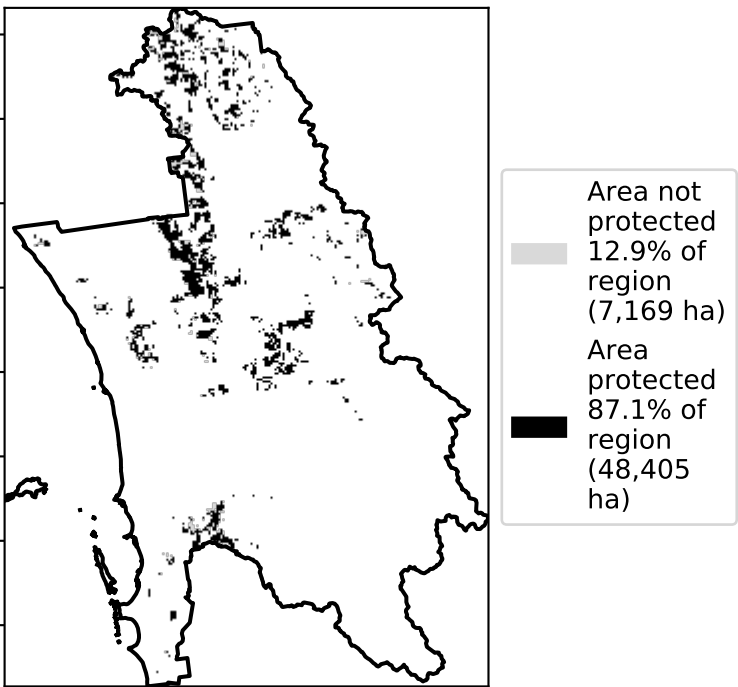 Area not
protected
12.9% of
region
(7,169 ha)
Area
protected
87.1% of
region
(48,405
ha)